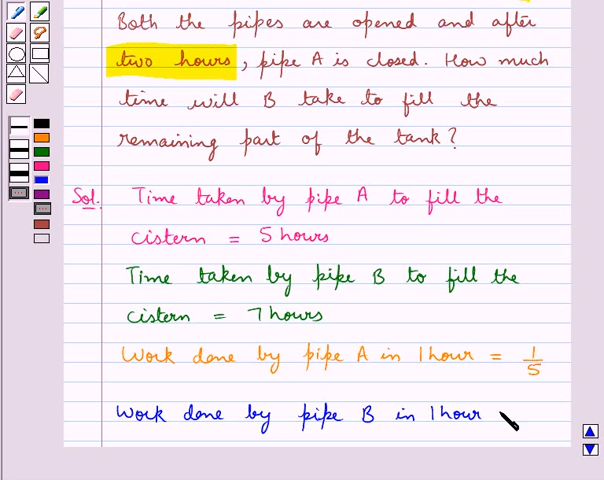 Both the pipes are opened and after
two hours, pipe A is closed. How much
time will B take to fill the
remaining part of the tank?
Sol. Time taken by pipe A to fill the
cistern = 5 hours
Time taken by pipe B to fill the
cistern = 7 hours
Work done by pipe A in 1 hour = 1/5
Work done by pipe B in 1 hour